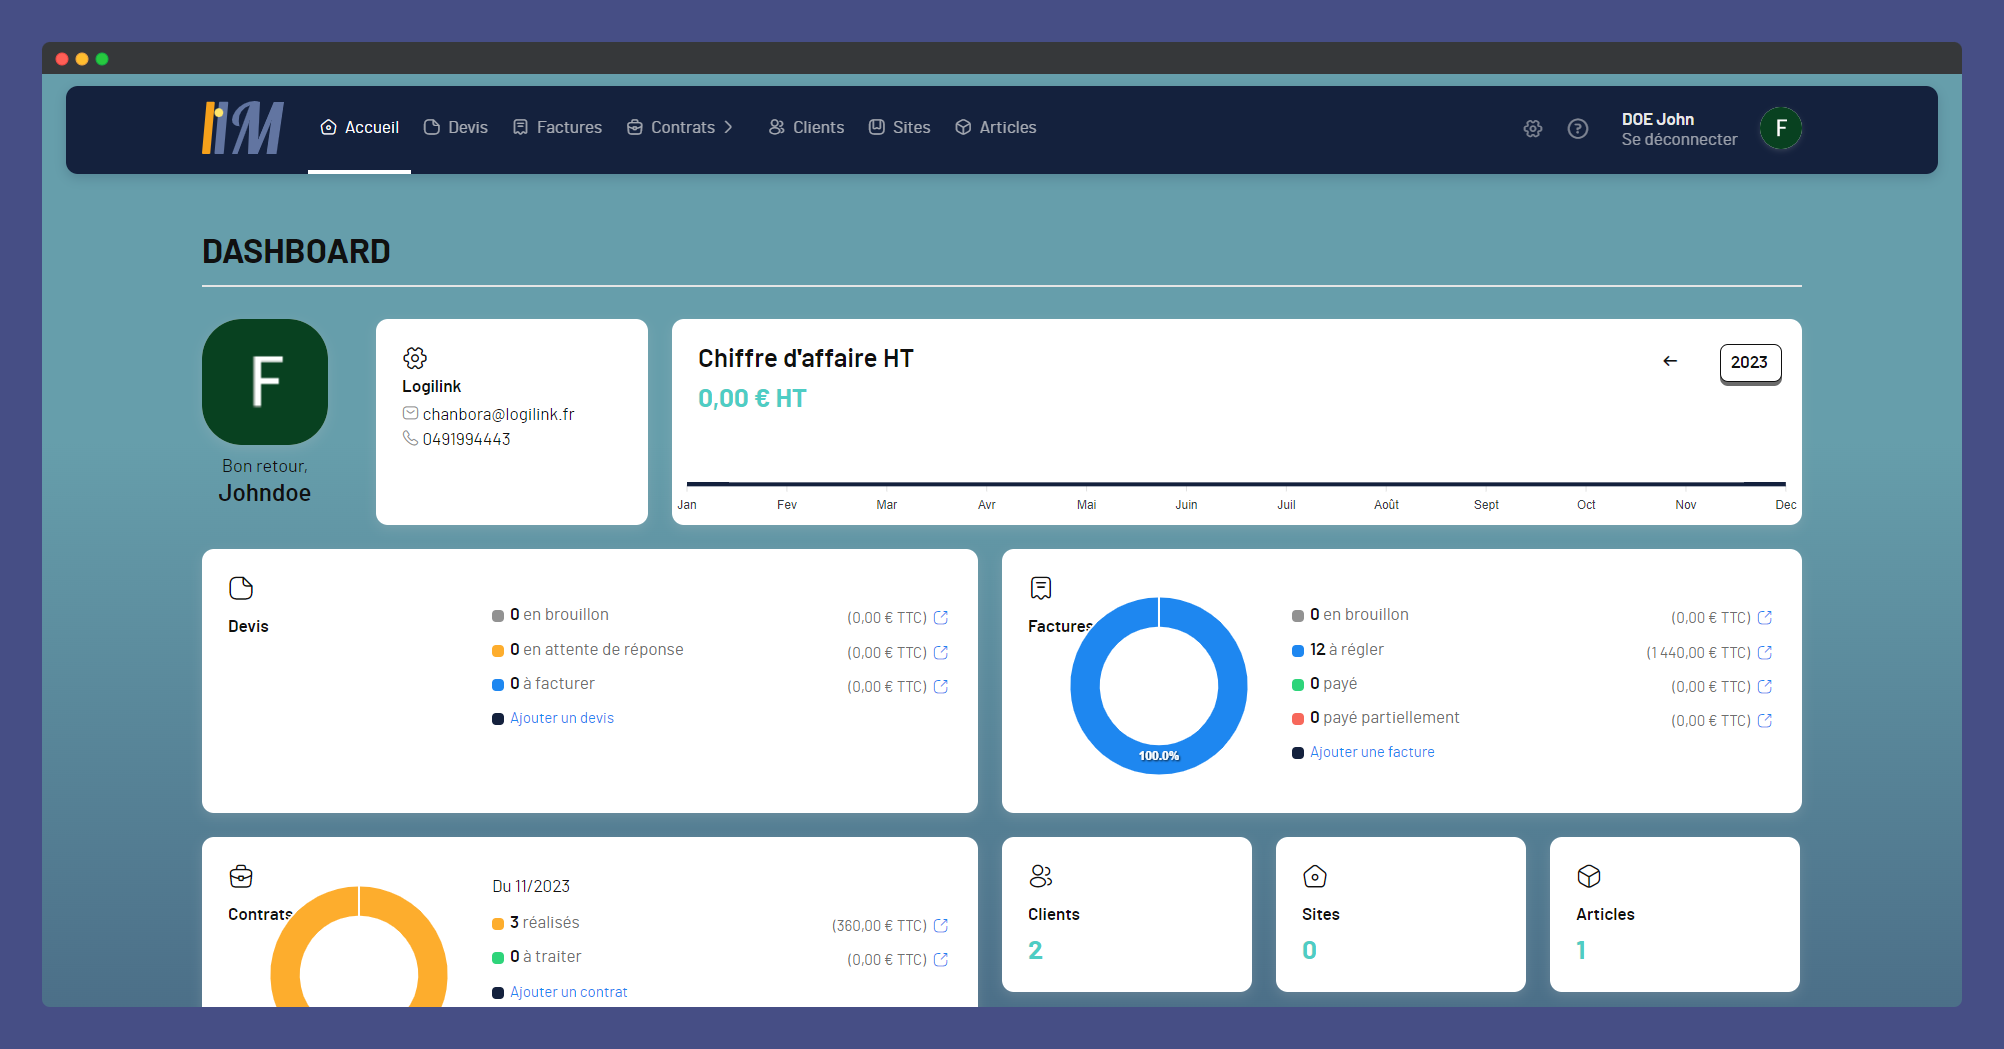 IIM
Accueil
Devis
Factures
Contrats
Clients
Sites
Articles
DOE John
Se déconnecter
F
DASHBOARD
F
Bon retour,
Johndoe
Logilink
chanbora@logilink.fr
0491994443
Chiffre d'affaire HT
0,00 € HT
2023
Jan Fev Mar Avr Mai Juin Juil Août Sept Oct Nov Dec
Devis
0 en brouillon (0,00 € TTC)
0 en attente de réponse (0,00 € TTC)
0 à facturer (0,00 € TTC)
Ajouter un devis
Factures
100.0%
0 en brouillon (0,00 € TTC)
12 à régler (1 440,00 € TTC)
0 payé (0,00 € TTC)
0 payé partiellement (0,00 € TTC)
Ajouter une facture
Contrats
Du 11/2023
3 réalisés (360,00 € TTC)
0 à traiter (0,00 € TTC)
Ajouter un contrat
Clients
2
Sites
0
Articles
1